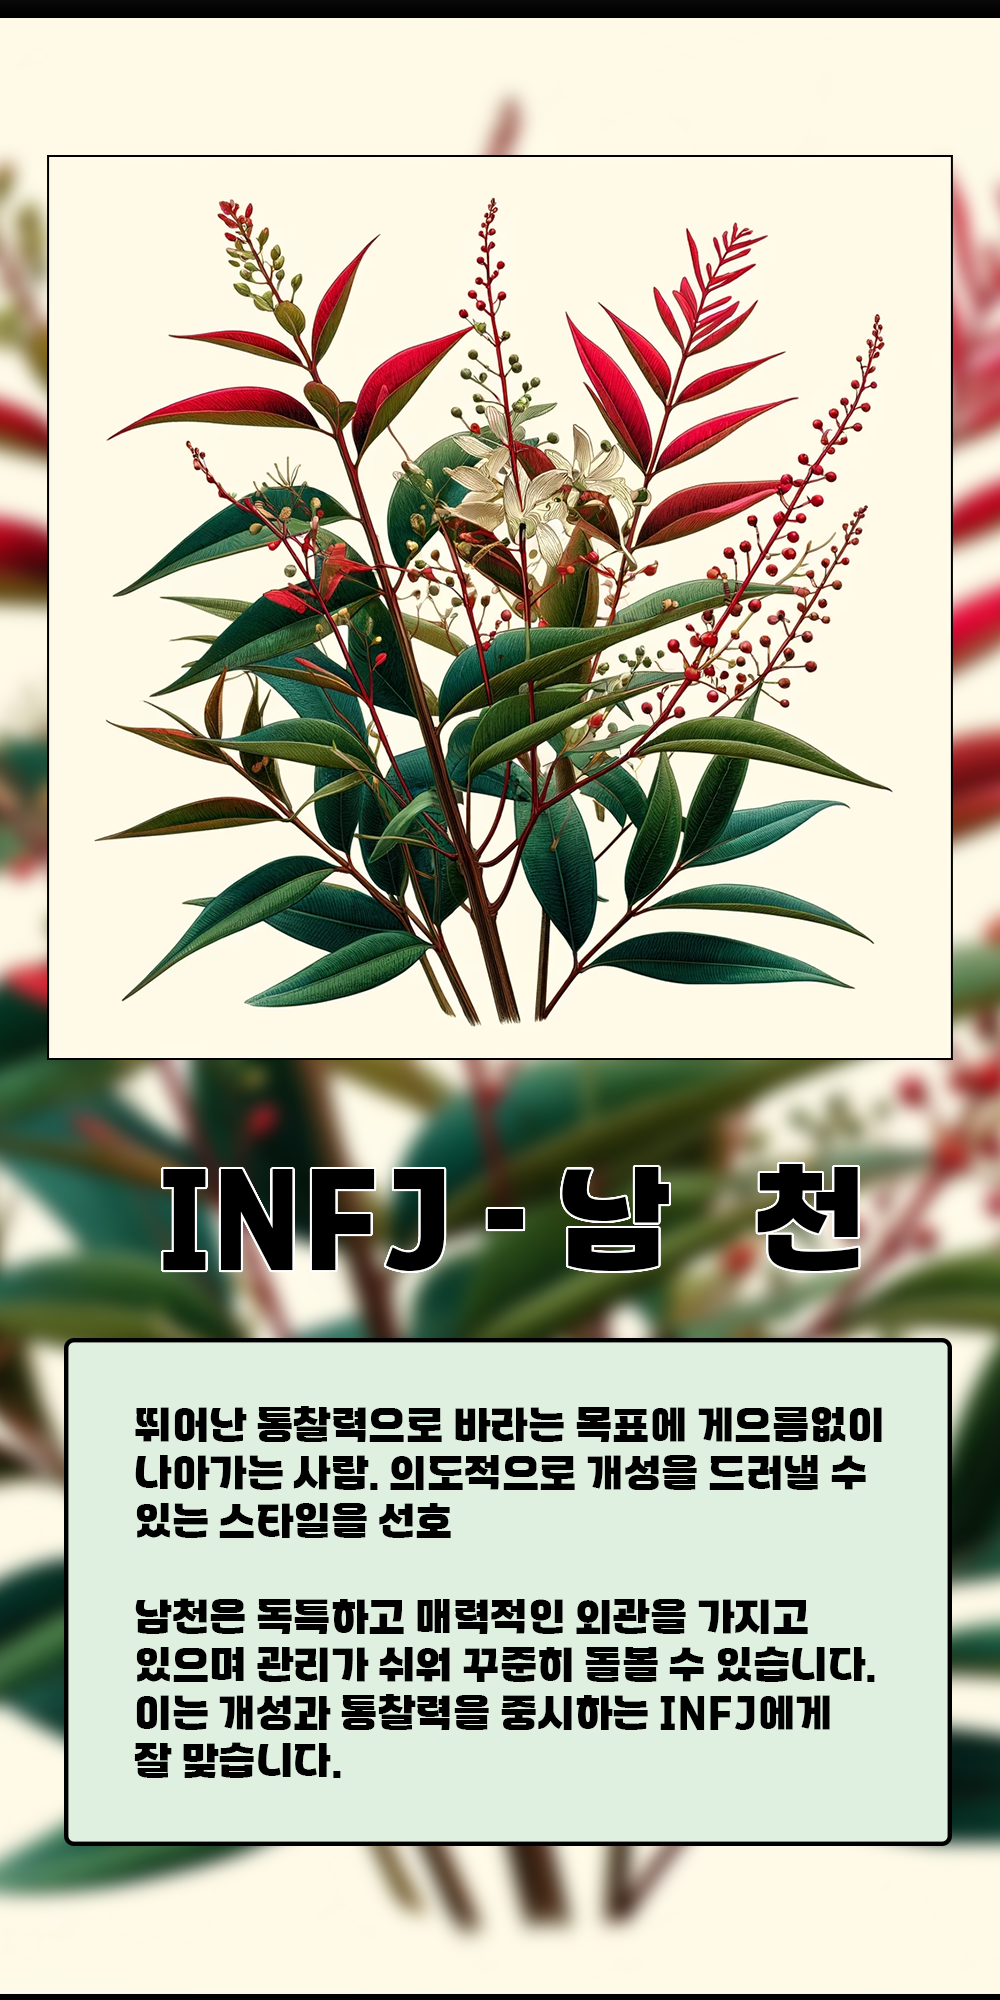 INFJ - 남 천
뛰어난 통찰력으로 바라는 목표에 게으름없이
나아가는 사람. 의도적으로 개성을 드러낼 수
있는 스타일을 선호
남천은 독특하고 매력적인 외관을 가지고
있으며 관리가 쉬워 꾸준히 돌볼 수 있습니다.
이는 개성과 통찰력을 중시하는 INFJ에게
잘 맞습니다.